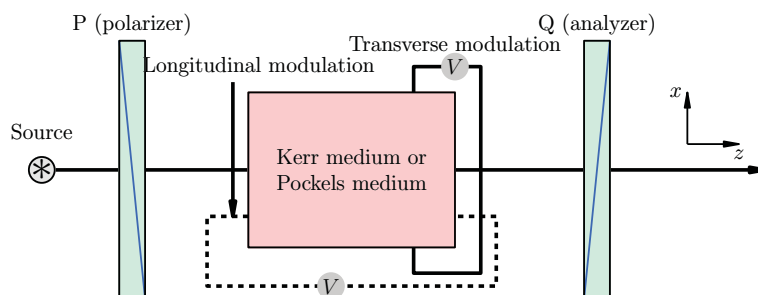 P (polarizer)
Q (analyzer)
Transverse modulation
Longitudinal modulation
V
x
Source
Kerr medium or
Pockels medium
z
V